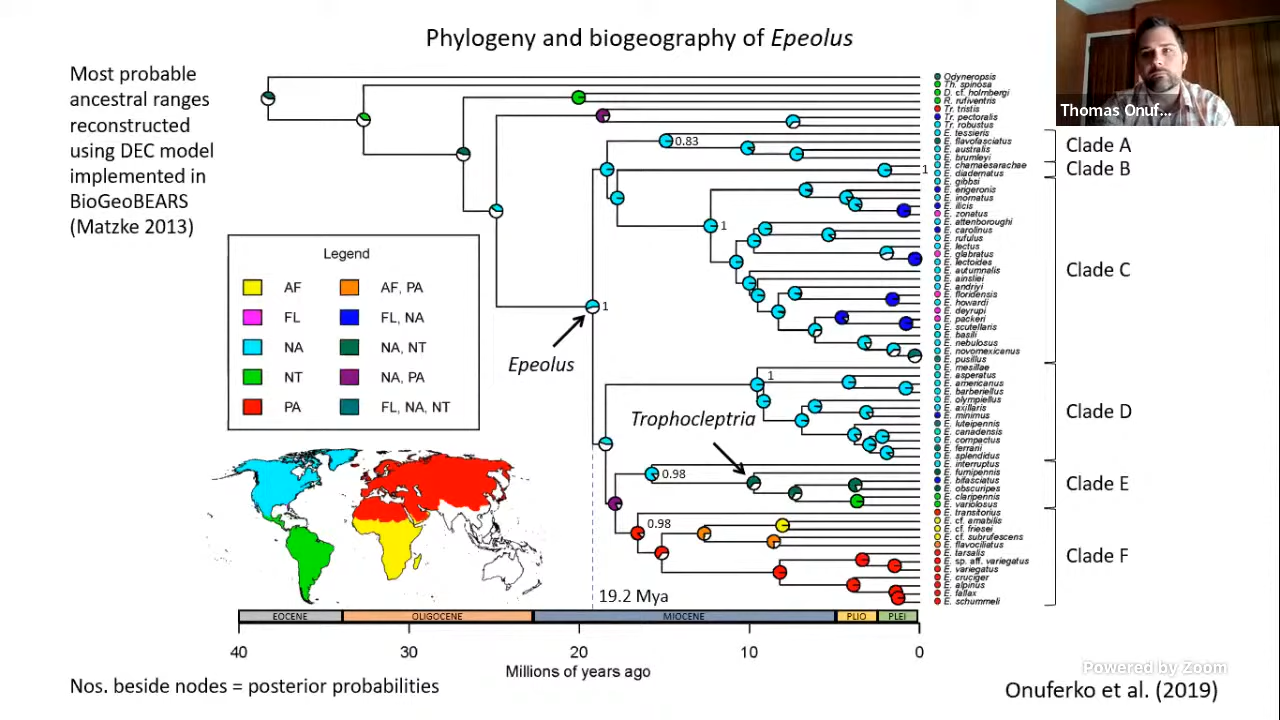 Phylogeny and biogeography of Epeolus
Most probable
ancestral ranges
reconstructed
using DEC model
implemented in
BioGeoBEARS
(Matzke 2013)
Thomas Onuf...
Legend
AF
AF, PA
FL
FL, NA
NA
NA, NT
NT
NA, PA
PA
FL, NA, NT
Odyneropsis
Th. spinosa
D. cf. holmbergi
R. rufiventris
Tr. tristis
Tr. pectoralis
Tr. robustus
E. tessieris
E. flavofasciatus
E. australis
E. brumleyi
E. chamaesarachae
E. diadematus
E. gibbsi
E. erigeronis
E. inornatus
E. ilicis
E. zonatus
E. attenboroughi
E. carolinus
E. rufulus
E. lectus
E. glabratus
E. lectoides
E. autumnalis
E. ainsliei
E. andriyi
E. floridensis
E. howardi
E. deyrupi
E. packeri
E. scutellaris
E. basili
E. nebulosus
E. novomexicanus
E. pusillus
E. mesillae
E. asperatus
E. americanus
E. barberiellus
E. olympiellus
E. axillaris
E. minimus
E. luteipennis
E. canadensis
E. compactus
E. ferrarii
E. splendidus
E. interruptus
E. fumipennis
E. bifasciatus
E. obscuripes
E. claripennis
E. variolosus
E. transitorius
E. cf. amabilis
E. cf. friesei
E. cf. subrufescens
E. flavociliatus
E. tarsalis
E. sp. aff. variegatus
E. variegatus
E. cruciger
E. alpinus
E. fallax
E. schummeli
Clade A
Clade B
Clade C
Clade D
Clade E
Clade F
0.83
1
1
1
Epeolus
1
Trophocleptria
0.98
0.98
19.2 Mya
EOCENE
OLIGOCENE
MIOCENE
PLIO
PLEI
40
30
20
10
0
Millions of years ago
Nos. beside nodes = posterior probabilities
Powered by Zoom
Onuferko et al. (2019)